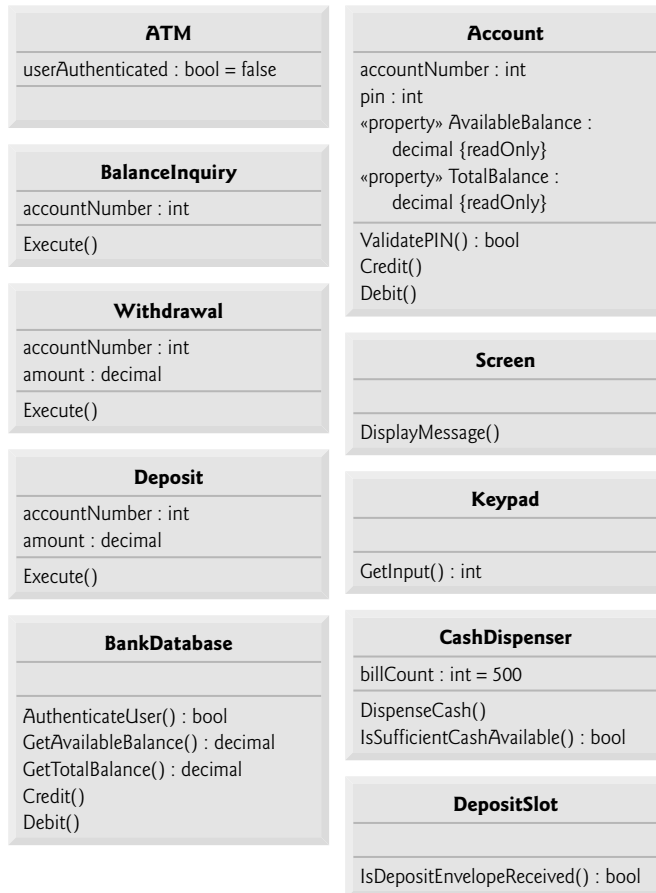 ATM
userAuthenticated : bool = false
BalanceInquiry
accountNumber : int
Execute()
Withdrawal
accountNumber : int
amount : decimal
Execute()
Deposit
accountNumber : int
amount : decimal
Execute()
BankDatabase
AuthenticateUser() : bool
GetAvailableBalance() : decimal
GetTotalBalance() : decimal
Credit()
Debit()
Account
accountNumber : int
pin : int
«property» AvailableBalance :
decimal {readOnly}
«property» TotalBalance :
decimal {readOnly}
ValidatePIN() : bool
Credit()
Debit()
Screen
DisplayMessage()
Keypad
GetInput() : int
CashDispenser
billCount : int = 500
DispenseCash()
IsSufficientCashAvailable() : bool
DepositSlot
IsDepositEnvelopeReceived() : bool